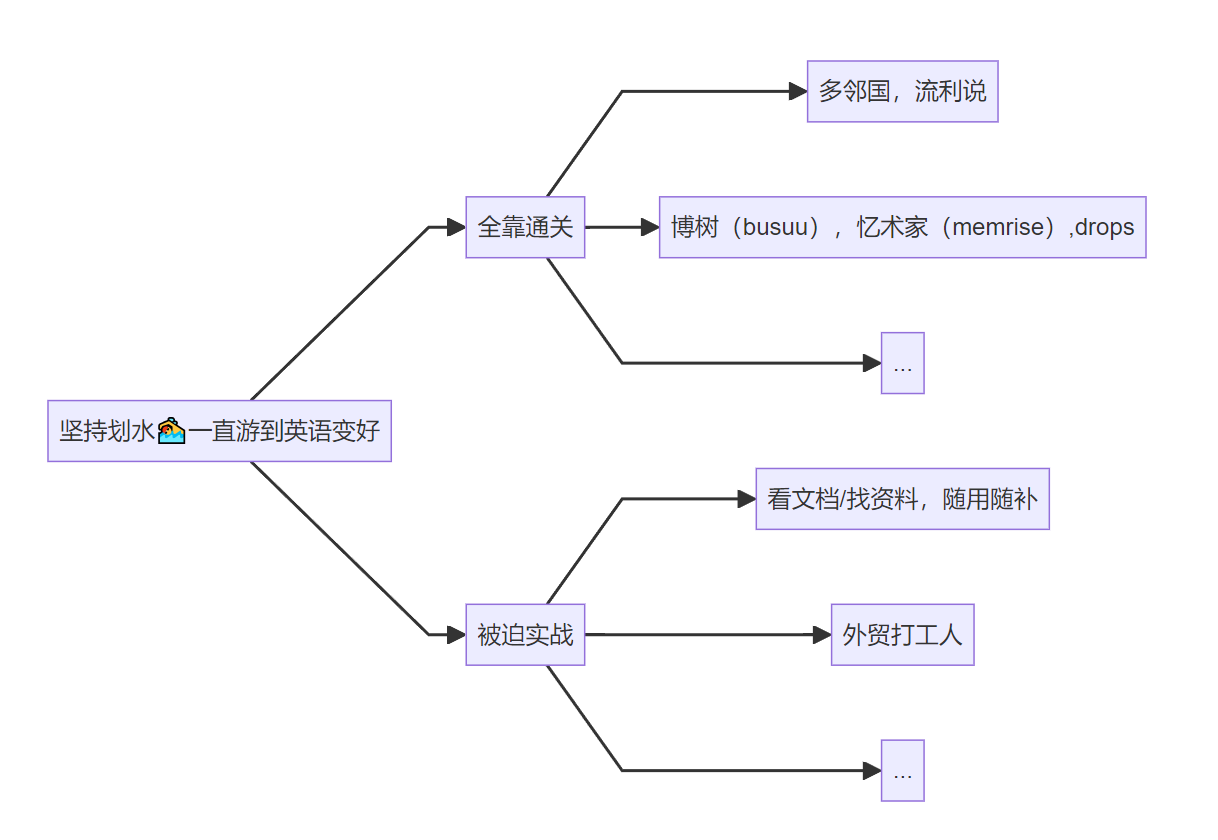 多邻国，流利说
全靠通关
博树（busuu），忆术家（memrise）,drops
...
坚持划水🏊一直游到英语变好
看文档/找资料，随用随补
被迫实战
外贸打工人
...